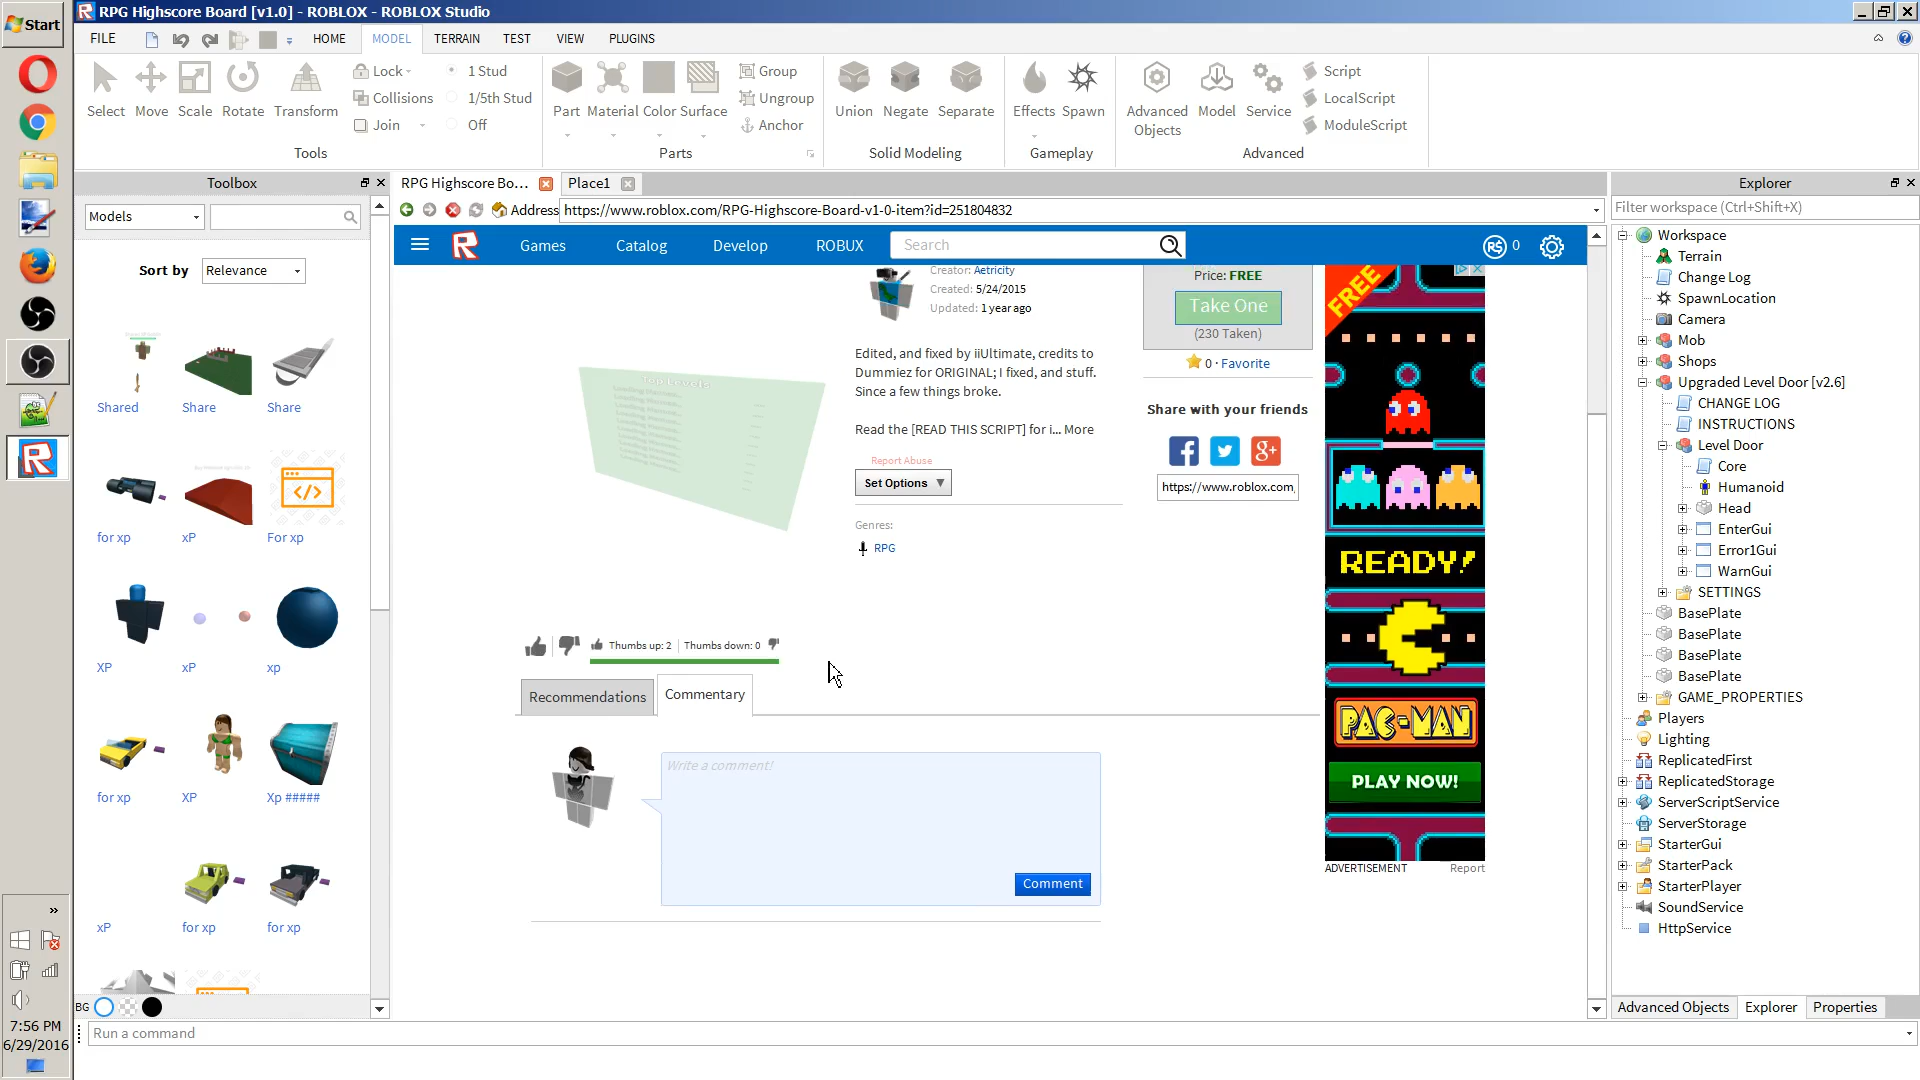 Start
RPG Highscore Board [v1.0] - ROBLOX - ROBLOX Studio
FILE
HOME
MODEL
TERRAIN
TEST
VIEW
PLUGINS
Select
Move
Scale
Rotate
Transform
Lock
Collisions
Join
1 Stud
1/5th Stud
Off
Tools
Part
Material
Color
Surface
Group
Ungroup
Anchor
Parts
Union
Negate
Separate
Solid Modeling
Effects
Spawn
Gameplay
Advanced
Objects
Model
Service
Script
LocalScript
ModuleScript
Advanced
Toolbox
Models
Sort by
Relevance
Shared
Share
Share
for xp
xP
For xp
XP
xP
xp
for xp
XP
Xp #####
xP
for xp
for xp
BG
RPG Highscore Bo...
Place1
Address
https://www.roblox.com/RPG-Highscore-Board-v1-0-item?id=251804832
Games
Catalog
Develop
ROBUX
Search
R$ 0
Creator: Aetricity
Created: 5/24/2015
Updated: 1 year ago
Top Levels
Edited, and fixed by iiUltimate, credits to
Dummiez for ORIGINAL; I fixed, and stuff.
Since a few things broke.
Read the [READ THIS SCRIPT] for i... More
Report Abuse
Set Options
Genres:
RPG
Price: FREE
Take One
(230 Taken)
0 · Favorite
Share with your friends
g+
https://www.roblox.com
Thumbs up: 2
Thumbs down: 0
Recommendations
Commentary
Write a comment!
Comment
FREE
READY!
PAC-MAN
PLAY NOW!
ADVERTISEMENT
Report
Explorer
Filter workspace (Ctrl+Shift+X)
Workspace
Terrain
Change Log
SpawnLocation
Camera
Mob
Shops
Upgraded Level Door [v2.6]
CHANGE LOG
INSTRUCTIONS
Level Door
Core
Humanoid
Head
EnterGui
Error1Gui
WarnGui
SETTINGS
BasePlate
BasePlate
BasePlate
BasePlate
GAME_PROPERTIES
Players
Lighting
ReplicatedFirst
ReplicatedStorage
ServerScriptService
ServerStorage
StarterGui
StarterPack
StarterPlayer
SoundService
HttpService
Advanced Objects
Explorer
Properties
Run a command
7:56 PM
6/29/2016